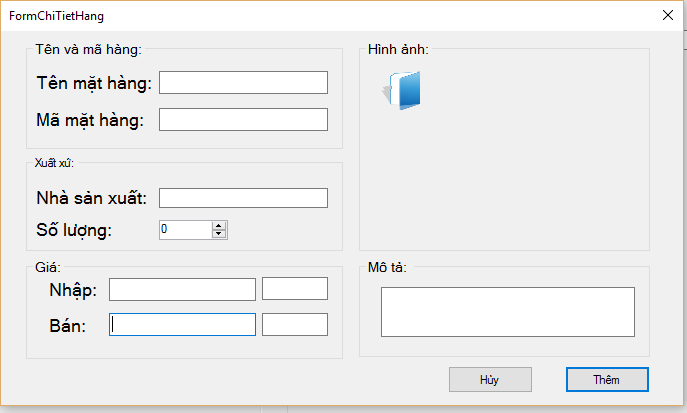 FormChiTietHang
Tên và mã hàng:
Tên mặt hàng:
Mã mặt hàng:
Xuất xứ:
Nhà sản xuất:
Số lượng:
0
Giá:
Nhập:
Bán:
Hình ảnh:
Mô tả:
Hủy
Thêm